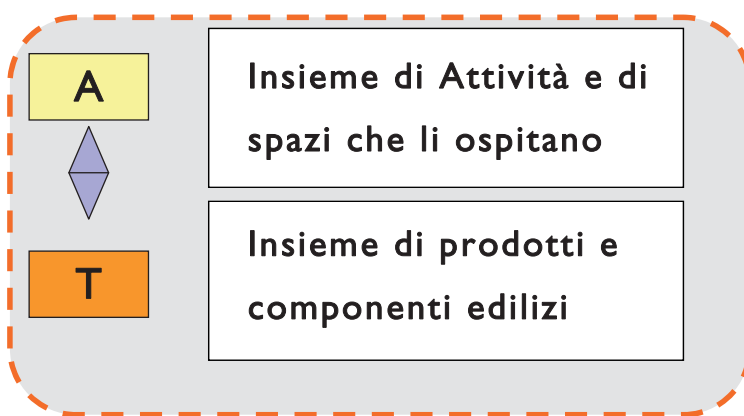 A
Insieme di Attività e di
spazi che li ospitano
T
Insieme di prodotti e
componenti edilizi